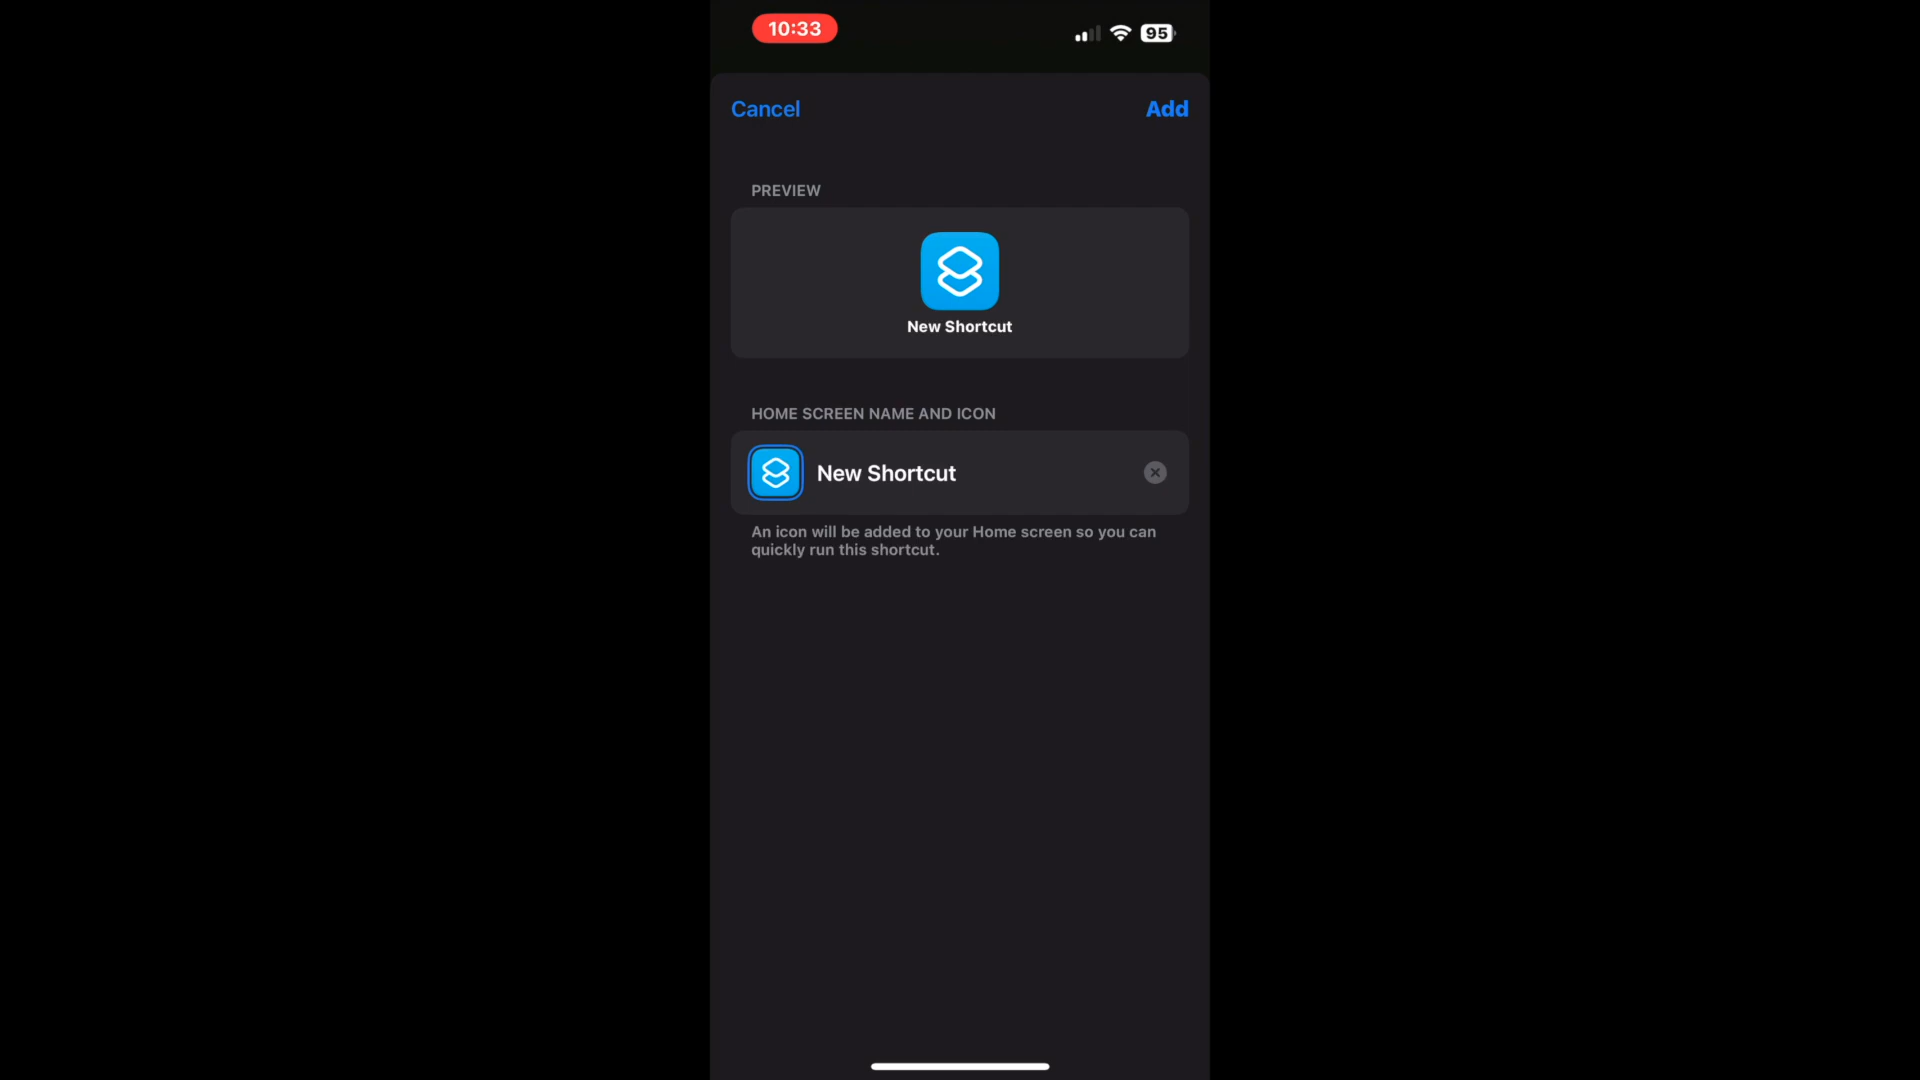 10:33
95
Cancel
Add
PREVIEW
New Shortcut
HOME SCREEN NAME AND ICON
New Shortcut
An icon will be added to your Home screen so you can
quickly run this shortcut.